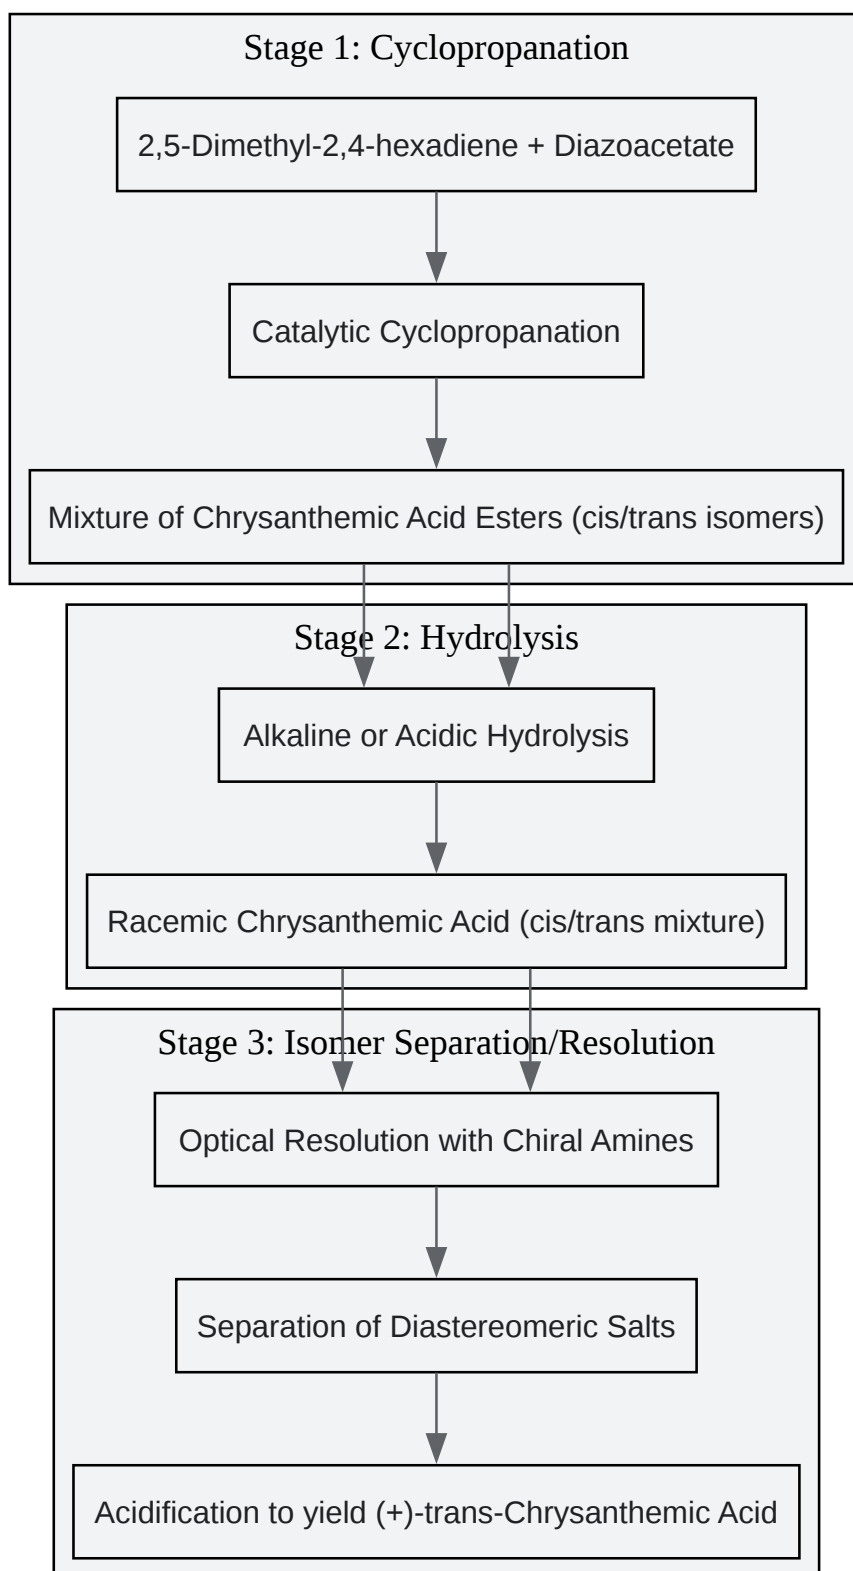 Stage 1: Cyclopropanation
2,5-Dimethyl-2,4-hexadiene + Diazoacetate
Catalytic Cyclopropanation
Mixture of Chrysanthemic Acid Esters (cis/trans isomers)
Stage 2: Hydrolysis
Alkaline or Acidic Hydrolysis
Racemic Chrysanthemic Acid (cis/trans mixture)
Stage 3: Isomer Separation/Resolution
Optical Resolution with Chiral Amines
Separation of Diastereomeric Salts
Acidification to yield (+)-trans-Chrysanthemic Acid